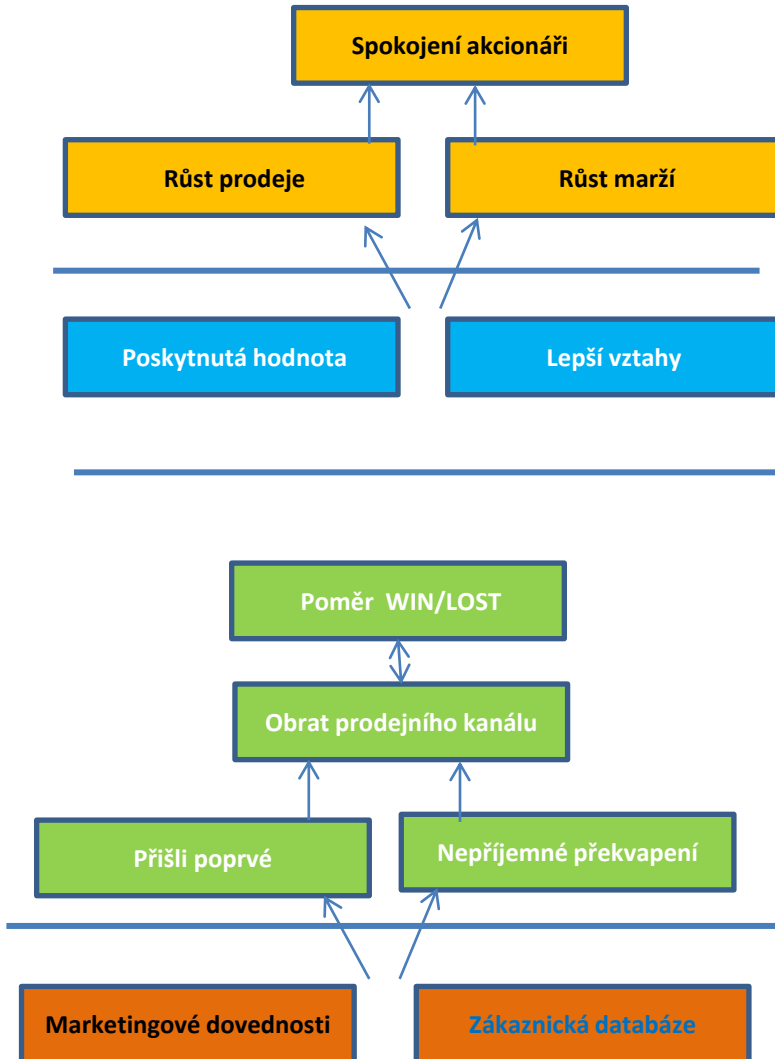 Spokojení akcionáři
Růst prodeje
Růst marží
Poskytnutá hodnota
Lepší vztahy
Poměr  WIN/LOST
Obrat prodejního kanálu
Přišli poprvé
Nepříjemné překvapení
Marketingové dovednosti
Zákaznická databáze